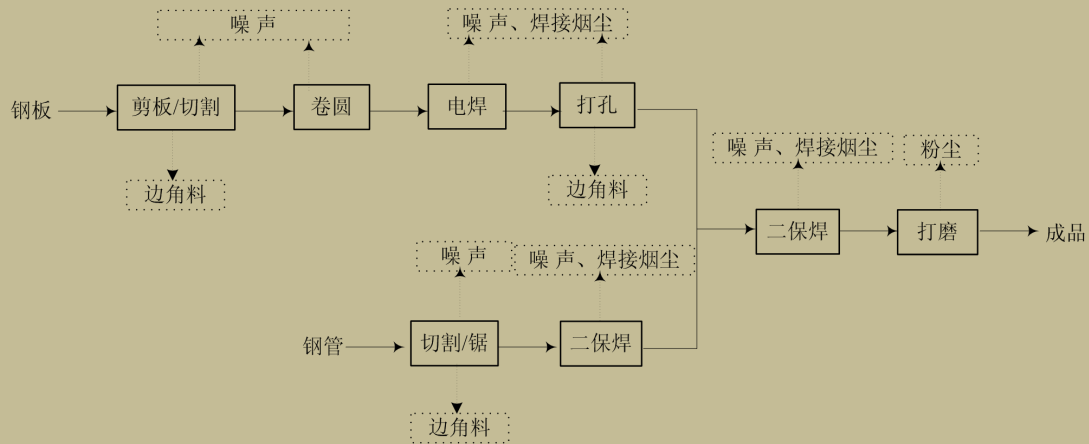 噪 声
噪 声、焊接烟尘
钢板
剪板/切割
卷圆
电焊
打孔
边角料
边角料
噪 声、焊接烟尘
粉尘
二保焊
打磨
成品
噪 声
噪 声、焊接烟尘
钢管
切割/锯
二保焊
边角料